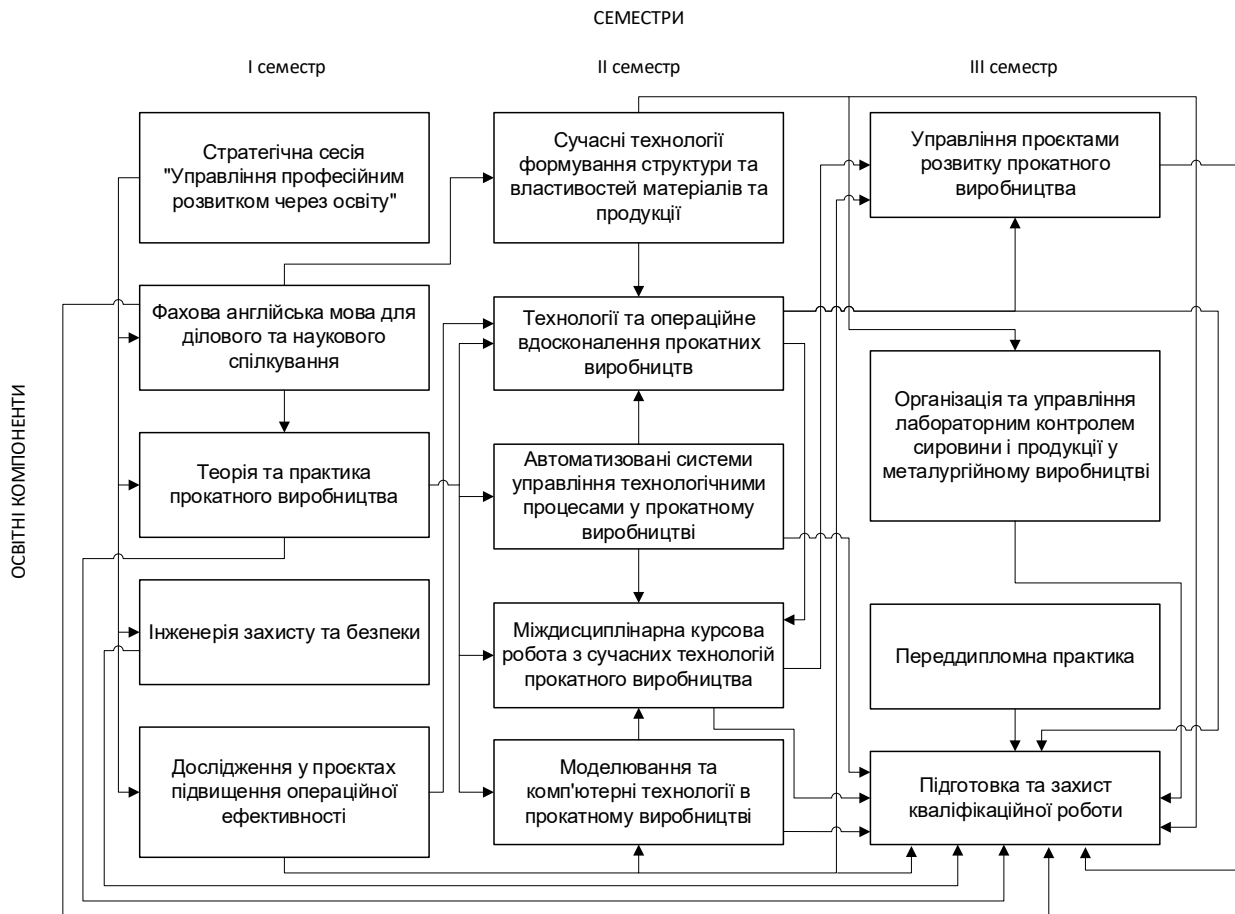 СЕМЕСТРИ
І семестр
ІІ семестр
ІІІ семестр
ОСВІТНІ КОМПОНЕНТИ
Стратегічна сесія
"Управління професійним
розвитком через освіту"
Фахова англійська мова для
ділового та наукового
спілкування
Теорія та практика
прокатного виробництва
Інженерія захисту та безпеки
Дослідження у проєктах
підвищення операційної
ефективності
Сучасні технології
формування структури та
властивостей матеріалів та
продукції
Технології та операційне
вдосконалення прокатних
виробництв
Автоматизовані системи
управління технологічними
процесами у прокатному
виробництві
Міждисциплінарна курсова
робота з сучасних технологій
прокатного виробництва
Моделювання та
комп'ютерні технології в
прокатному виробництві
Управління проєктами
розвитку прокатного
виробництва
Організація та управління
лабораторним контролем
сировини і продукції у
металургійному виробництві
Переддипломна практика
Підготовка та захист
кваліфікаційної роботи